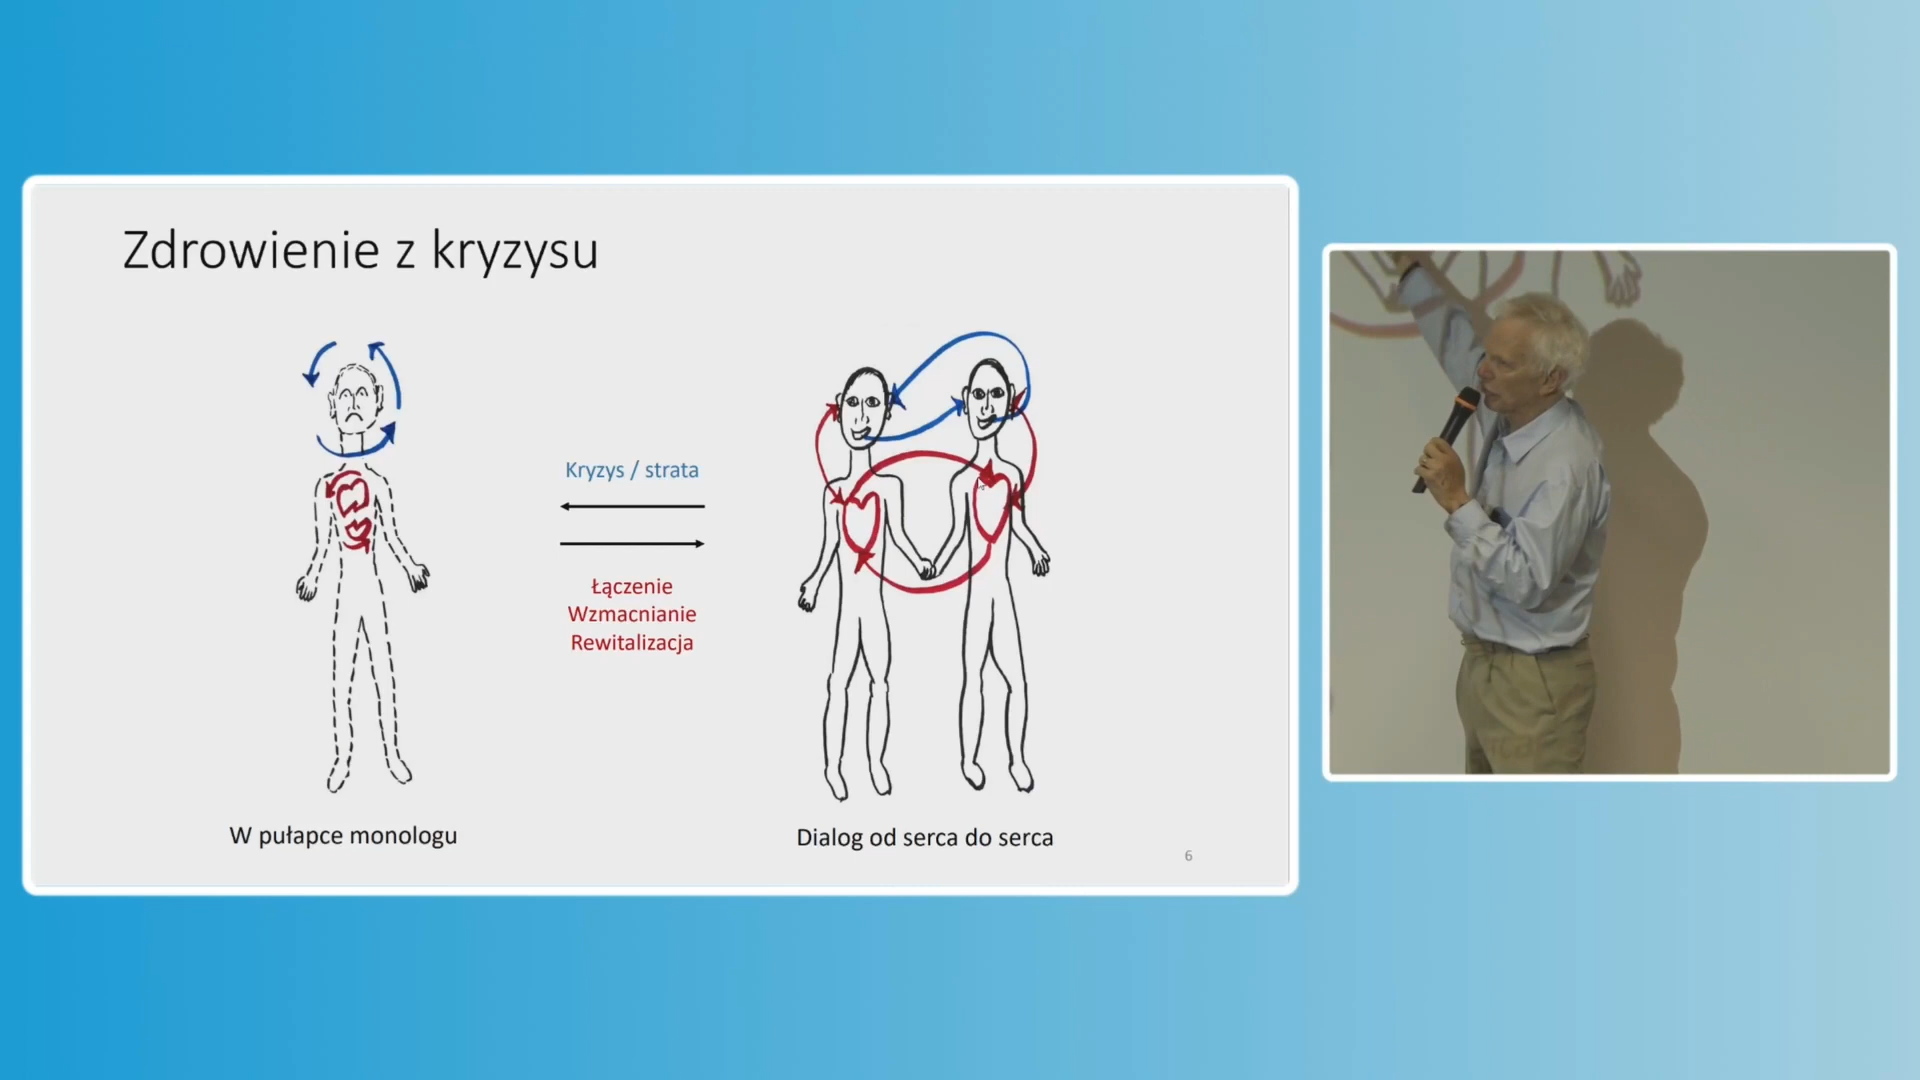 Zdrowienie z kryzysu
Kryzys / strata
Łączenie
Wzmacnianie
Rewitalizacja
W pułapce monologu
Dialog od serca do serca
6